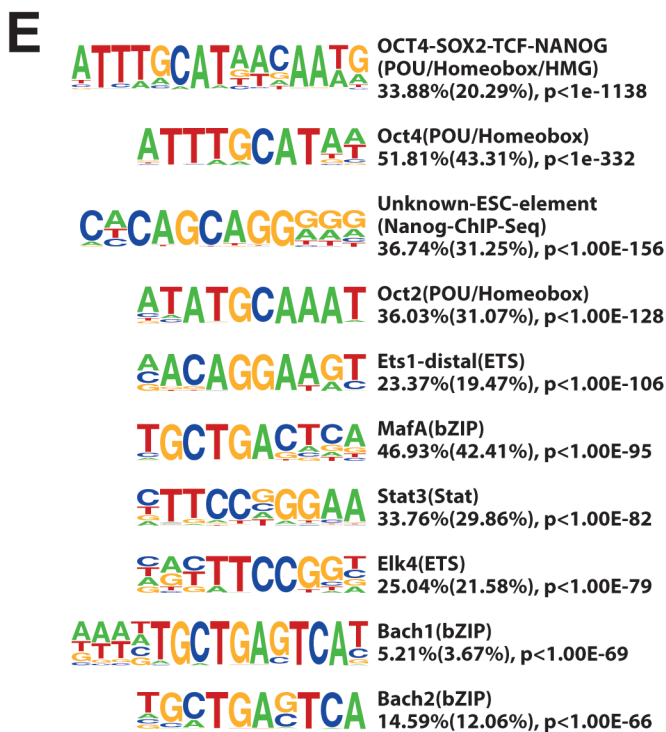 E
ATTTGCATAACAATG
OCT4-SOX2-TCF-NANOG
(POU/Homeobox/HMG)
33.88%(20.29%), p<1e-1138
ATTTGCATAA
Oct4(POU/Homeobox)
51.81%(43.31%), p<1e-332
CACAGCAGGGGG
Unknown-ESC-element
(Nanog-ChIP-Seq)
36.74%(31.25%), p<1.00E-156
ATATGCAAAT
Oct2(POU/Homeobox)
36.03%(31.07%), p<1.00E-128
AACAGGAAGT
Ets1-distal(ETS)
23.37%(19.47%), p<1.00E-106
TGCTGACTCA
MafA(bZIP)
46.93%(42.41%), p<1.00E-95
CTTCCGGGAA
Stat3(Stat)
33.76%(29.86%), p<1.00E-82
CACTTCCGGT
Elk4(ETS)
25.04%(21.58%), p<1.00E-79
AAATTGCTGAGTCAT
Bach1(bZIP)
5.21%(3.67%), p<1.00E-69
TGCTGAGTCA
Bach2(bZIP)
14.59%(12.06%), p<1.00E-66